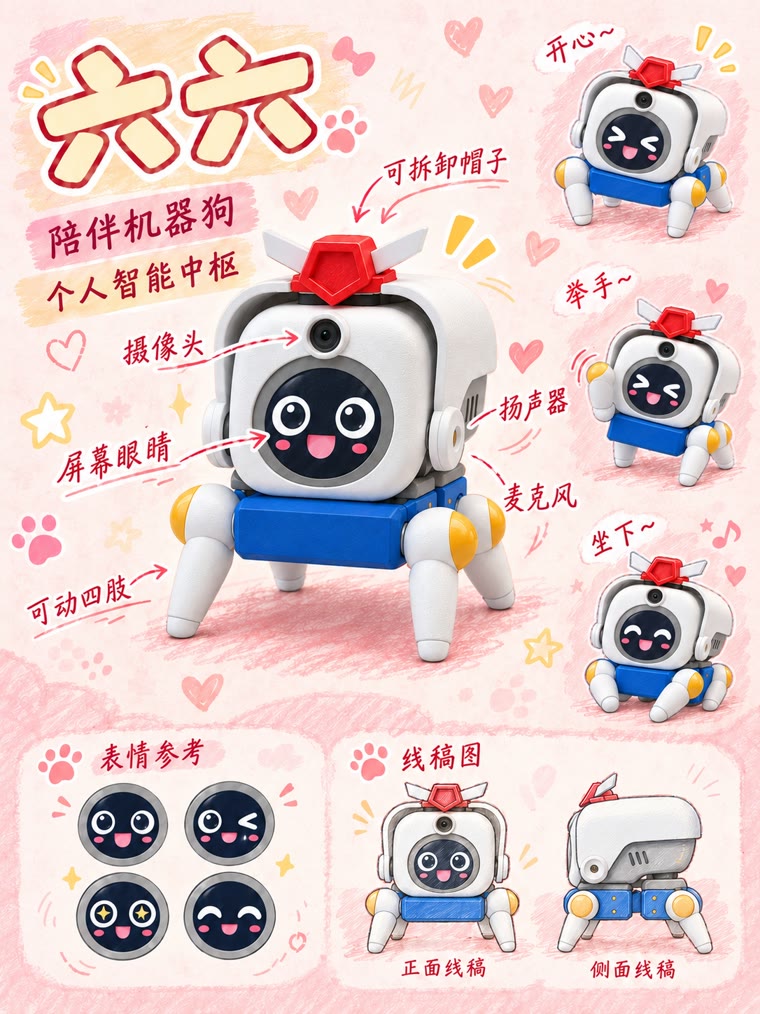 六六
陪伴机器狗
个人智能中枢
可拆卸帽子
摄像头
屏幕眼睛
扬声器
麦克风
可动四肢
开心~
举手~
坐下~
表情参考
线稿图
正面线稿
侧面线稿